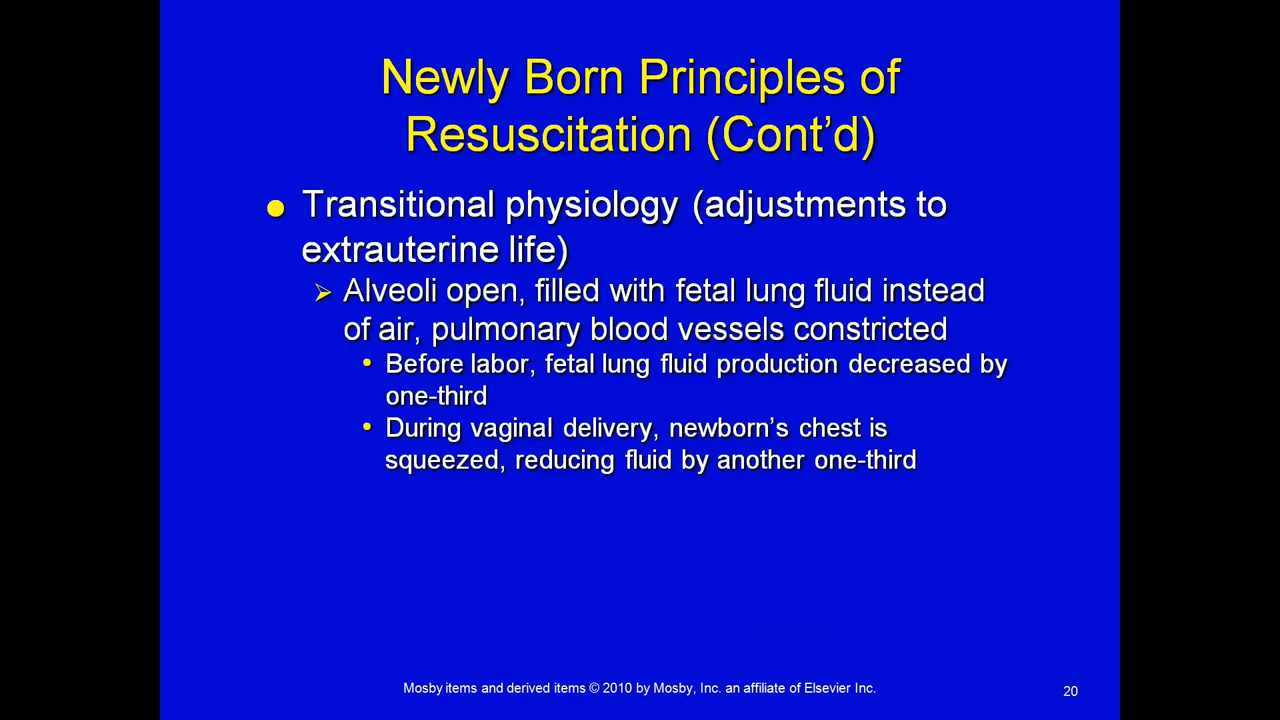 Newly Born Principles of
Resuscitation (Cont’d)
● Transitional physiology (adjustments to
extrauterine life)
➢ Alveoli open, filled with fetal lung fluid instead
of air, pulmonary blood vessels constricted
• Before labor, fetal lung fluid production decreased by
one-third
• During vaginal delivery, newborn’s chest is
squeezed, reducing fluid by another one-third
Mosby items and derived items © 2010 by Mosby, Inc. an affiliate of Elsevier Inc.
20